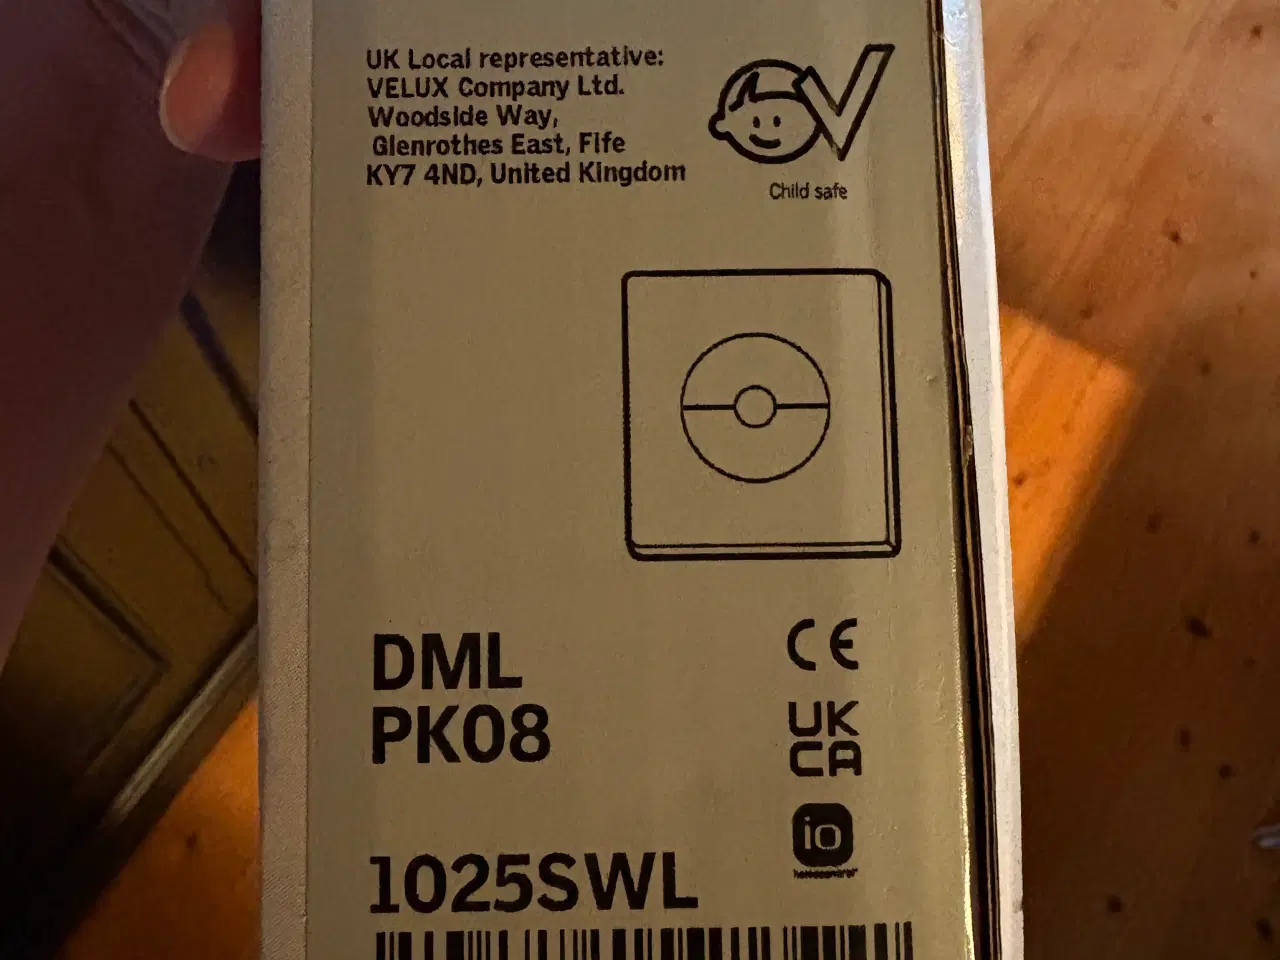 UK Local representative:
VELUX Company Ltd.
Woodside Way,
Glenrothes East, Fife
KY7 4ND, United Kingdom
Child safe
DML
PK08
CE
UK
CA
io
1025SWL